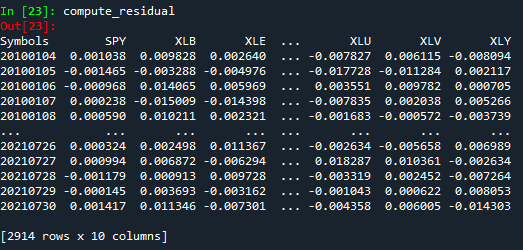 In [23]: compute_residual
Out[23]:
Symbols SPY XLB XLE ... XLU XLV XLY
20100104 0.001038 0.009828 0.002640 ... -0.007827 0.006115 -0.008094
20100105 -0.001465 -0.003288 -0.004976 ... -0.017728 -0.011284 0.002117
20100106 -0.000968 0.014065 0.005969 ... 0.003551 0.009782 0.000705
20100107 0.000238 -0.015009 -0.014398 ... -0.007835 0.002038 0.005266
20100108 0.000590 0.010211 0.002321 ... -0.001683 -0.000572 -0.003739
... ... ... ... ... ... ... ...
20210726 0.000324 0.002498 0.011367 ... -0.002634 -0.005658 0.006989
20210727 0.000994 0.006872 -0.006294 ... 0.018287 0.010361 -0.002634
20210728 -0.001179 0.000913 0.009728 ... -0.003319 0.002452 -0.007264
20210729 -0.000145 0.003693 -0.003162 ... -0.001043 0.000622 0.008053
20210730 0.001417 0.011346 -0.007301 ... -0.004358 0.006005 -0.014303
[2914 rows x 10 columns]